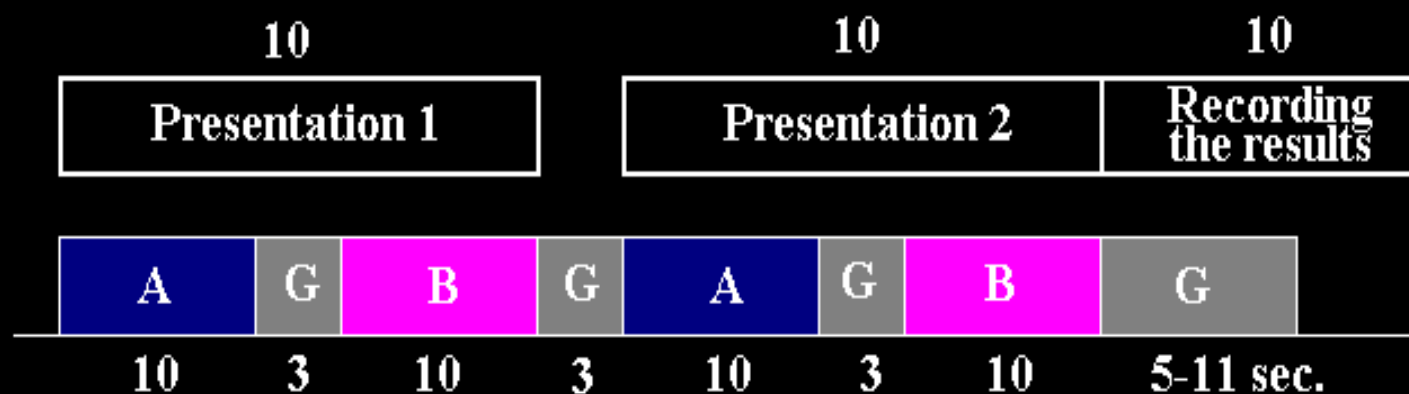 10 10 10
Presentation 1 Presentation 2 Recording
the results
A G B G A G B G
10 3 10 3 10 3 10 5-11 sec.